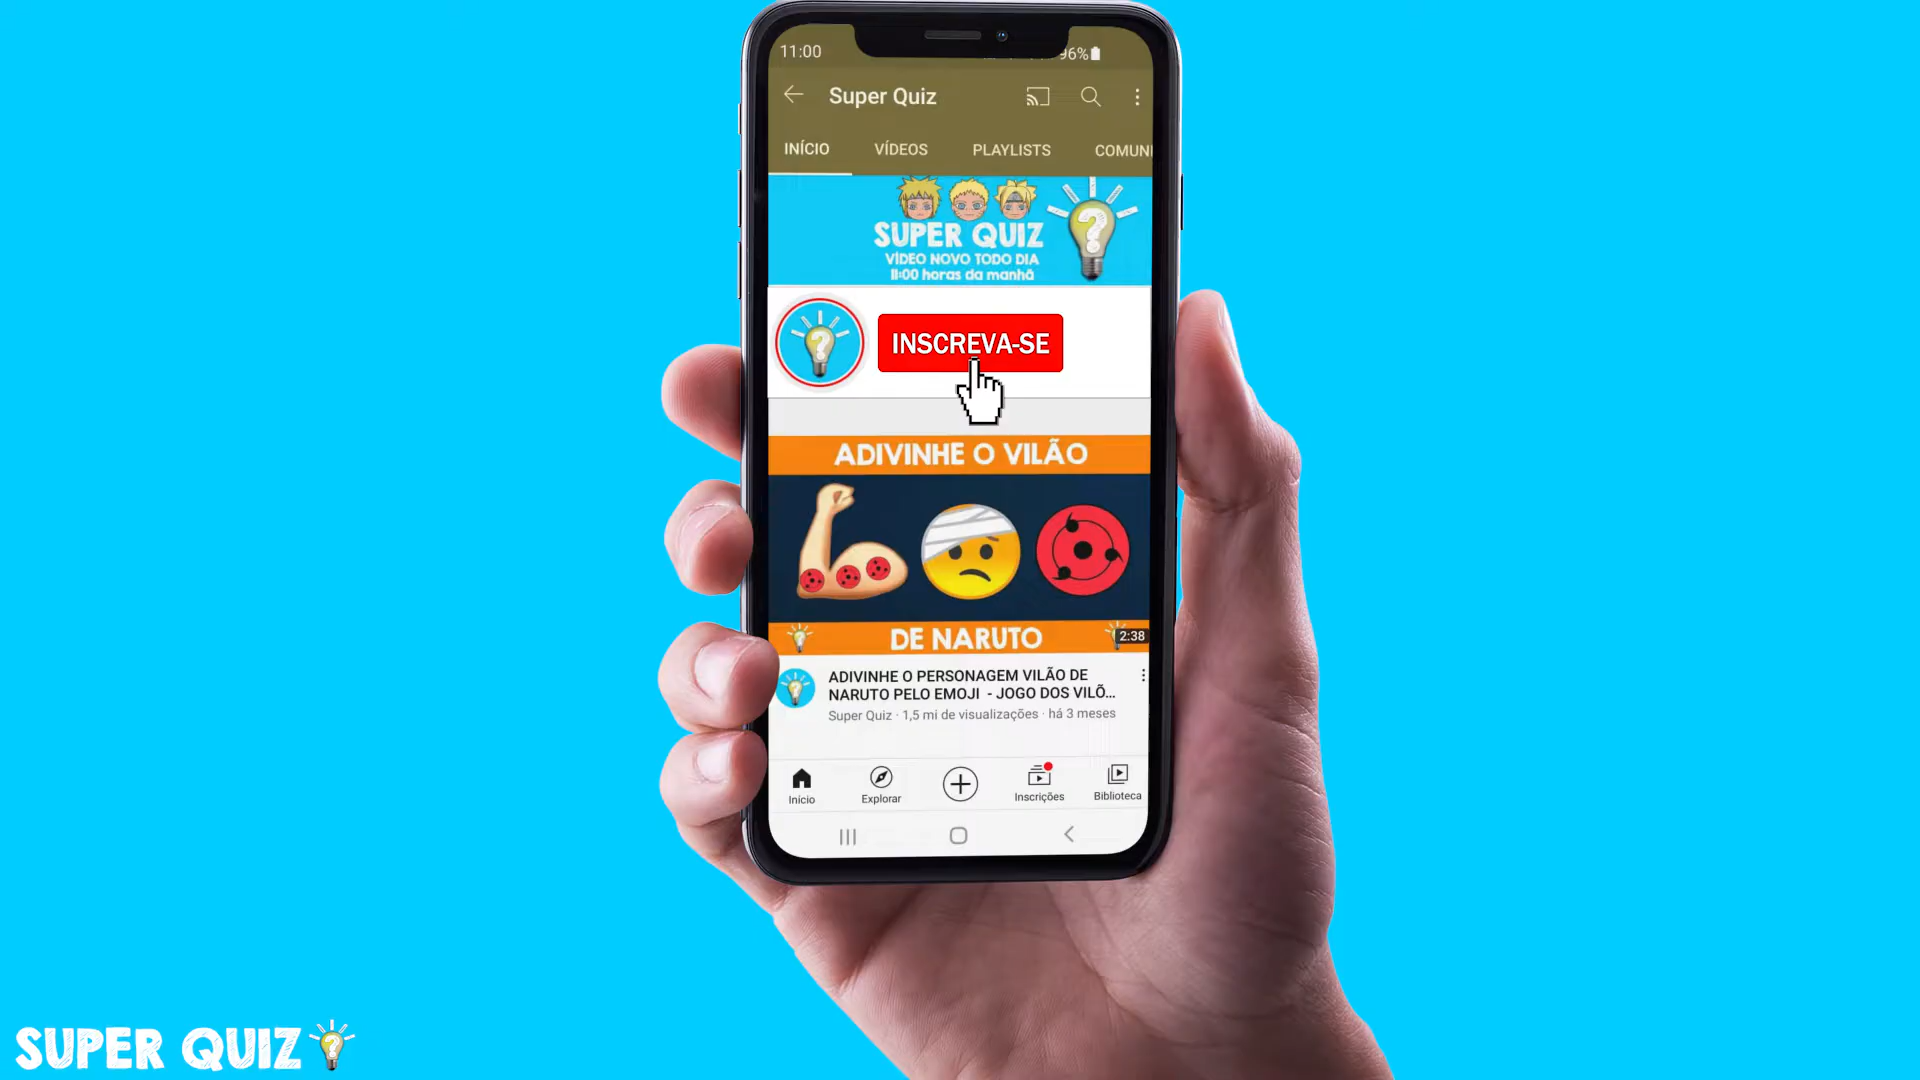 11:00
96%
Super Quiz
INÍCIO VÍDEOS PLAYLISTS COMUNI
SUPER QUIZ
VÍDEO NOVO TODO DIA
11:00 horas da manhã
INSCREVA-SE
ADIVINHE O VILÃO
DE NARUTO
2:38
ADIVINHE O PERSONAGEM VILÃO DE
NARUTO PELO EMOJI - JOGO DOS VILÕ...
Super Quiz · 1,5 mi de visualizações · há 3 meses
Início Explorar Inscrições Biblioteca
SUPER QUIZ